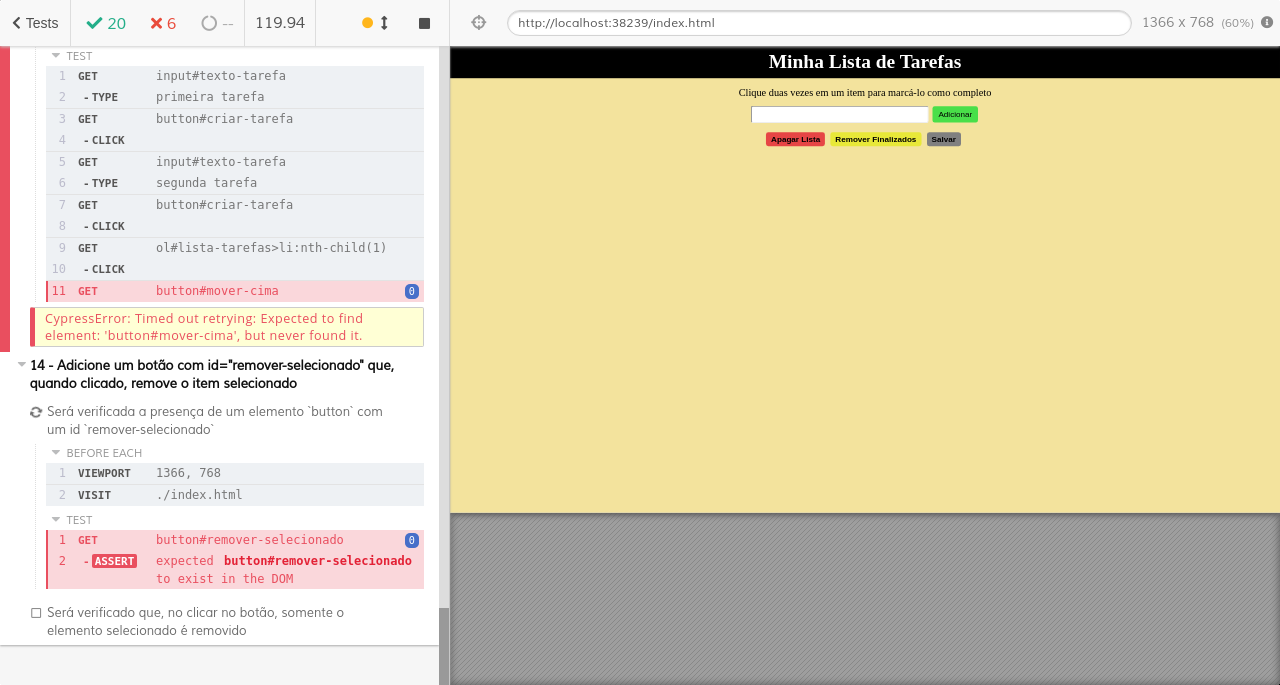 Tests 20 6 -- 119.94
http://localhost:38239/index.html 1366 x 768 (60%)
TEST
1 GET input#texto-tarefa
2 - TYPE primeira tarefa
3 GET button#criar-tarefa
4 - CLICK
5 GET input#texto-tarefa
6 - TYPE segunda tarefa
7 GET button#criar-tarefa
8 - CLICK
9 GET ol#lista-tarefas>li:nth-child(1)
10 - CLICK
11 GET button#mover-cima 0
CypressError: Timed out retrying: Expected to find
element: 'button#mover-cima', but never found it.
14 - Adicione um botão com id="remover-selecionado" que,
quando clicado, remove o item selecionado
Será verificada a presença de um elemento `button` com
um id `remover-selecionado`
BEFORE EACH
1 VIEWPORT 1366, 768
2 VISIT ./index.html
TEST
1 GET button#remover-selecionado 0
2 - ASSERT expected button#remover-selecionado
to exist in the DOM
Será verificado que, no clicar no botão, somente o
elemento selecionado é removido
Minha Lista de Tarefas
Clique duas vezes em um item para marcá-lo como completo
Adicionar
Apagar Lista Remover Finalizados Salvar